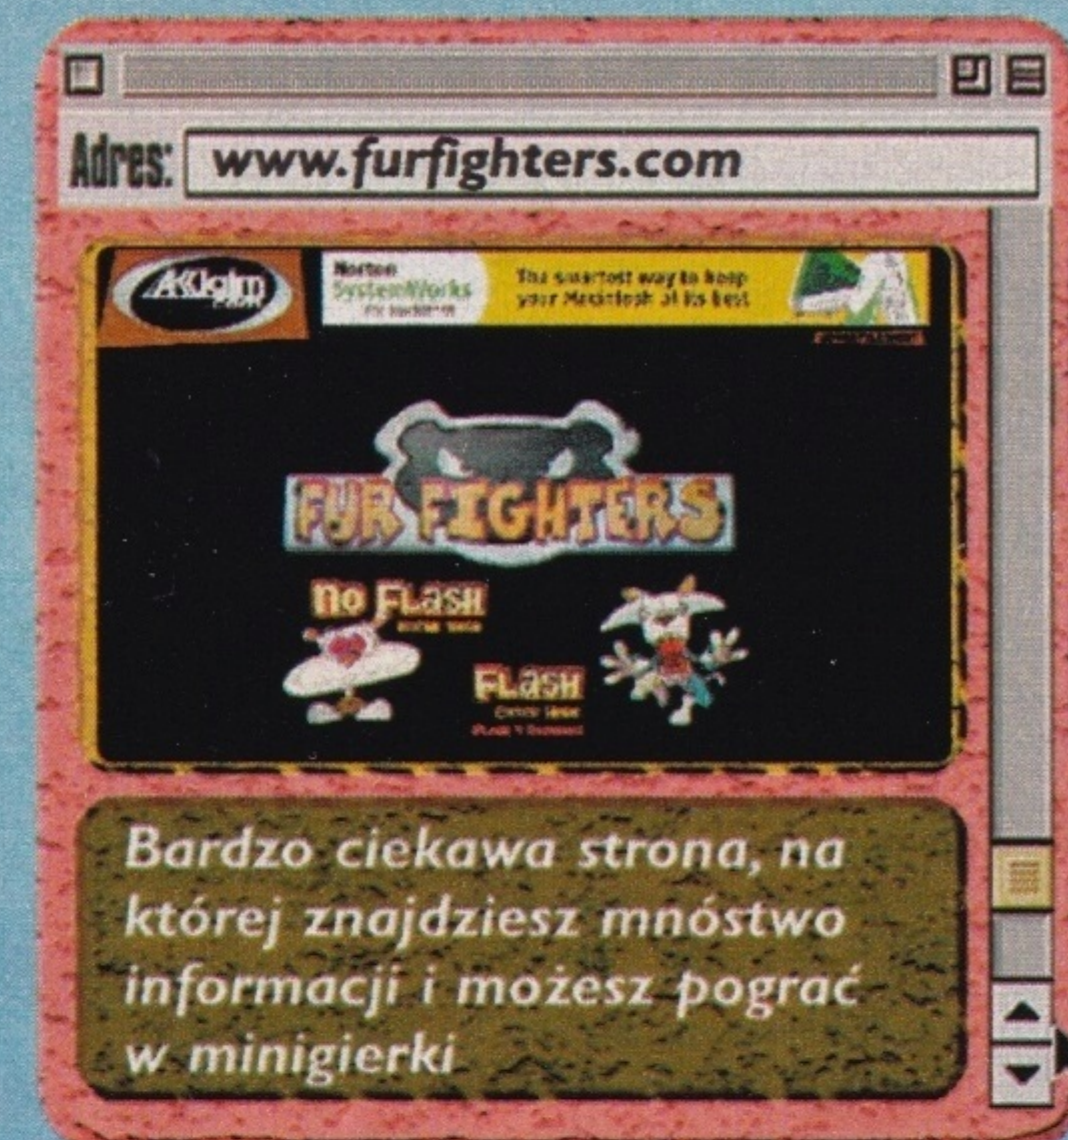 Adres: www.furfighters.com
AKклaim
Norton
SystemWorks
The smartest way to keep
your Macintosh at its best
FUR FIGHTERS
NO FLASH
FLASH
Bardzo ciekawa strona, na
której znajdziesz mnóstwo
informacji i możesz pograć
w minigierki